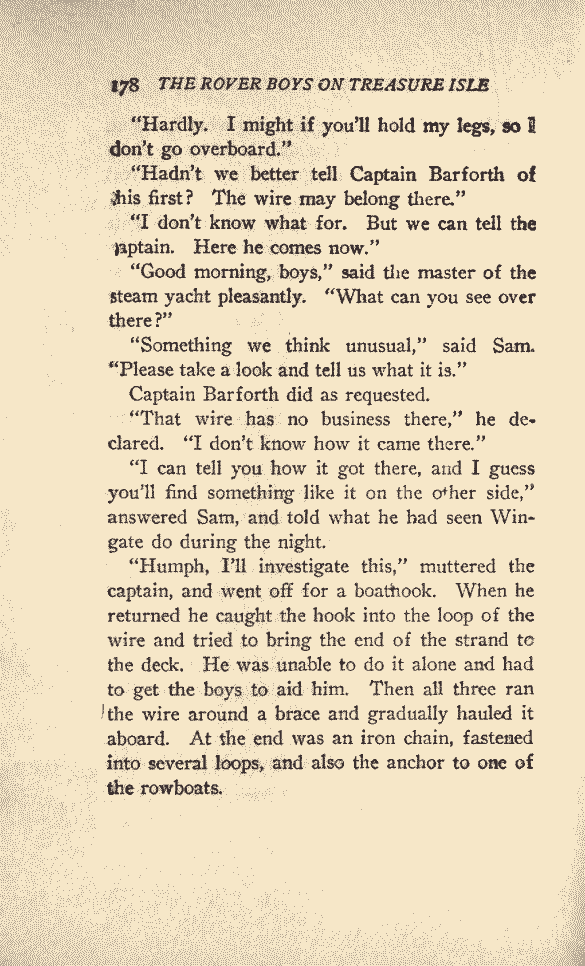 178 THE ROVER BOYS ON TREASURE ISLE
“Hardly. I might if you’ll hold my legs, so I
don’t go overboard.”
“Hadn’t we better tell Captain Barforth of
this first? The wire may belong there.”
“I don’t know what for. But we can tell the
captain. Here he comes now.”
“Good morning, boys,” said the master of the
steam yacht pleasantly. “What can you see over
there?”
“Something we think unusual,” said Sam.
“Please take a look and tell us what it is.”
Captain Barforth did as requested.
“That wire has no business there,” he de-
clared. “I don’t know how it came there.”
“I can tell you how it got there, and I guess
you’ll find something like it on the other side,”
answered Sam, and told what he had seen Win-
gate do during the night.
“Humph, I’ll investigate this,” muttered the
captain, and went off for a boathook. When he
returned he caught the hook into the loop of the
wire and tried to bring the end of the strand to
the deck. He was unable to do it alone and had
to get the boys to aid him. Then all three ran
the wire around a brace and gradually hauled it
aboard. At the end was an iron chain, fastened
into several loops, and also the anchor to one of
the rowboats.